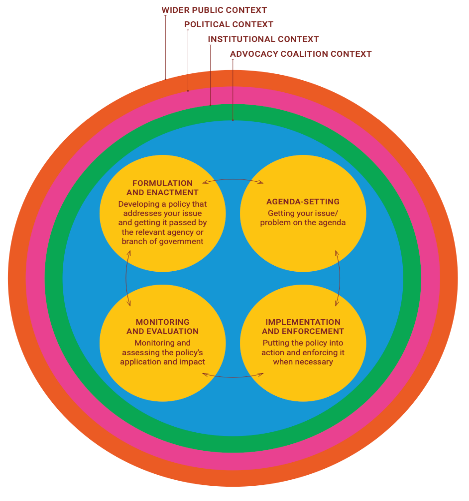 WIDER PUBLIC CONTEXT
POLITICAL CONTEXT
INSTITUTIONAL CONTEXT
ADVOCACY COALITION CONTEXT
FORMULATION
AND ENACTMENT
Developing a policy that
addresses your issue
and getting it passed by
the relevant agency or
branch of government
AGENDA-SETTING
Getting your issue/
problem on the agenda
MONITORING
AND EVALUATION
Monitoring and
assessing the policy's
application and impact
IMPLEMENTATION
AND ENFORCEMENT
Putting the policy into
action and enforcing it
when necessary